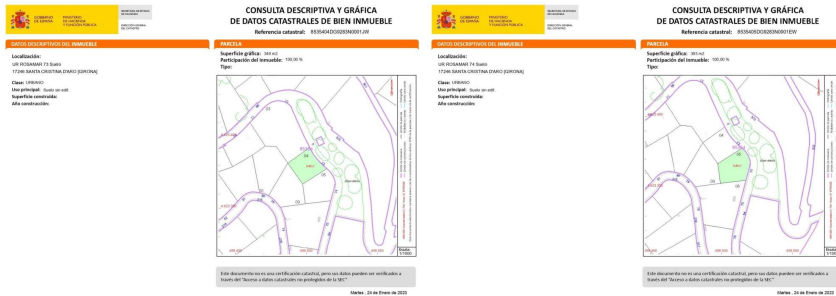 GOBIERNO DE ESPAÑA
MINISTERIO DE HACIENDA Y FUNCIÓN PÚBLICA
CONSULTA DESCRIPTIVA Y GRÁFICA
DE DATOS CATASTRALES DE BIEN INMUEBLE
Referencia catastral: 8535404DG9283N0001JW
DATOS DESCRIPTIVOS DEL INMUEBLE
Localización:
UR ROSAMAR 73 Suelo
17246 SANTA CRISTINA D'ARO [GIRONA]
Clase: URBANO
Uso principal: Suelo sin edif.
Superficie construida:
Año construcción:
PARCELA
Superficie gráfica: 349 m2
Participación del inmueble: 100,00 %
Tipo:
Este documento no es una certificación catastral, pero sus datos pueden ser verificados a
través del "Acceso a datos catastrales no protegidos de la SEC"
Martes , 24 de Enero de 2023
GOBIERNO DE ESPAÑA
MINISTERIO DE HACIENDA Y FUNCIÓN PÚBLICA
CONSULTA DESCRIPTIVA Y GRÁFICA
DE DATOS CATASTRALES DE BIEN INMUEBLE
Referencia catastral: 8535405DG9283N0001EW
DATOS DESCRIPTIVOS DEL INMUEBLE
Localización:
UR ROSAMAR 74 Suelo
17246 SANTA CRISTINA D'ARO [GIRONA]
Clase: URBANO
Uso principal: Suelo sin edif.
Superficie construida:
Año construcción:
PARCELA
Superficie gráfica: 393 m2
Participación del inmueble: 100,00 %
Tipo:
Este documento no es una certificación catastral, pero sus datos pueden ser verificados a
través del "Acceso a datos catastrales no protegidos de la SEC"
Martes , 24 de Enero de 2023